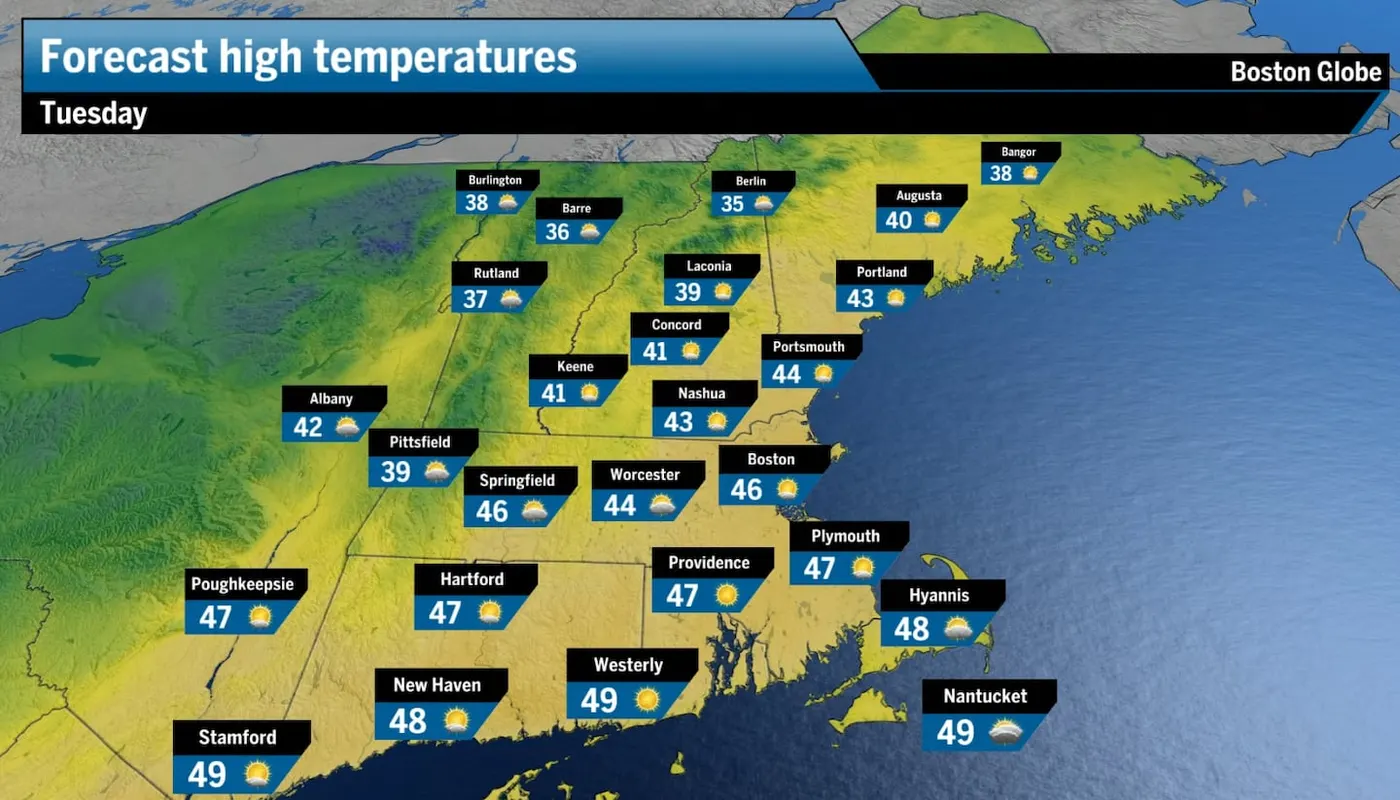 Forecast high temperatures
Boston Globe
Tuesday
Bangor
38
Burlington
38
Berlin
35
Augusta
40
Barre
36
Rutland
37
Laconia
39
Portland
43
Concord
41
Portsmouth
44
Keene
41
Nashua
43
Albany
42
Pittsfield
39
Boston
46
Springfield
46
Worcester
44
Plymouth
47
Providence
47
Poughkeepsie
47
Hartford
47
Hyannis
48
Westerly
49
New Haven
48
Nantucket
49
Stamford
49